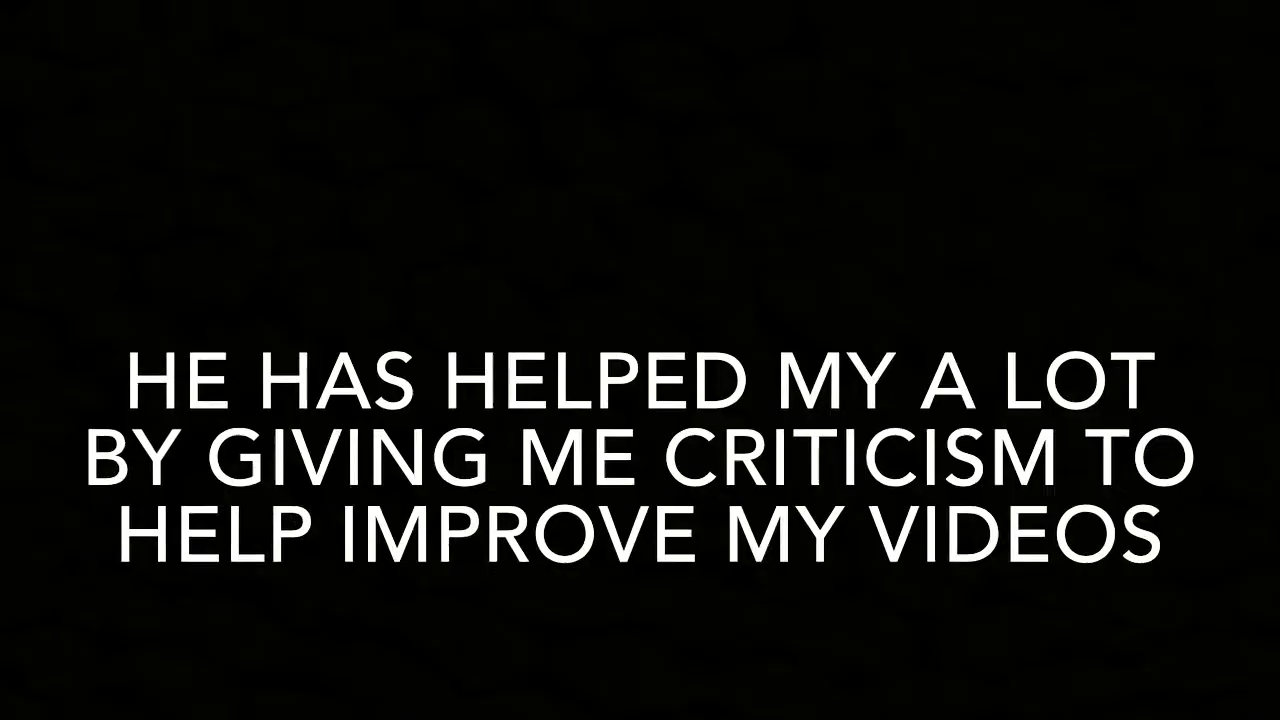 HE HAS HELPED MY A LOT
BY GIVING ME CRITICISM TO
HELP IMPROVE MY VIDEOS